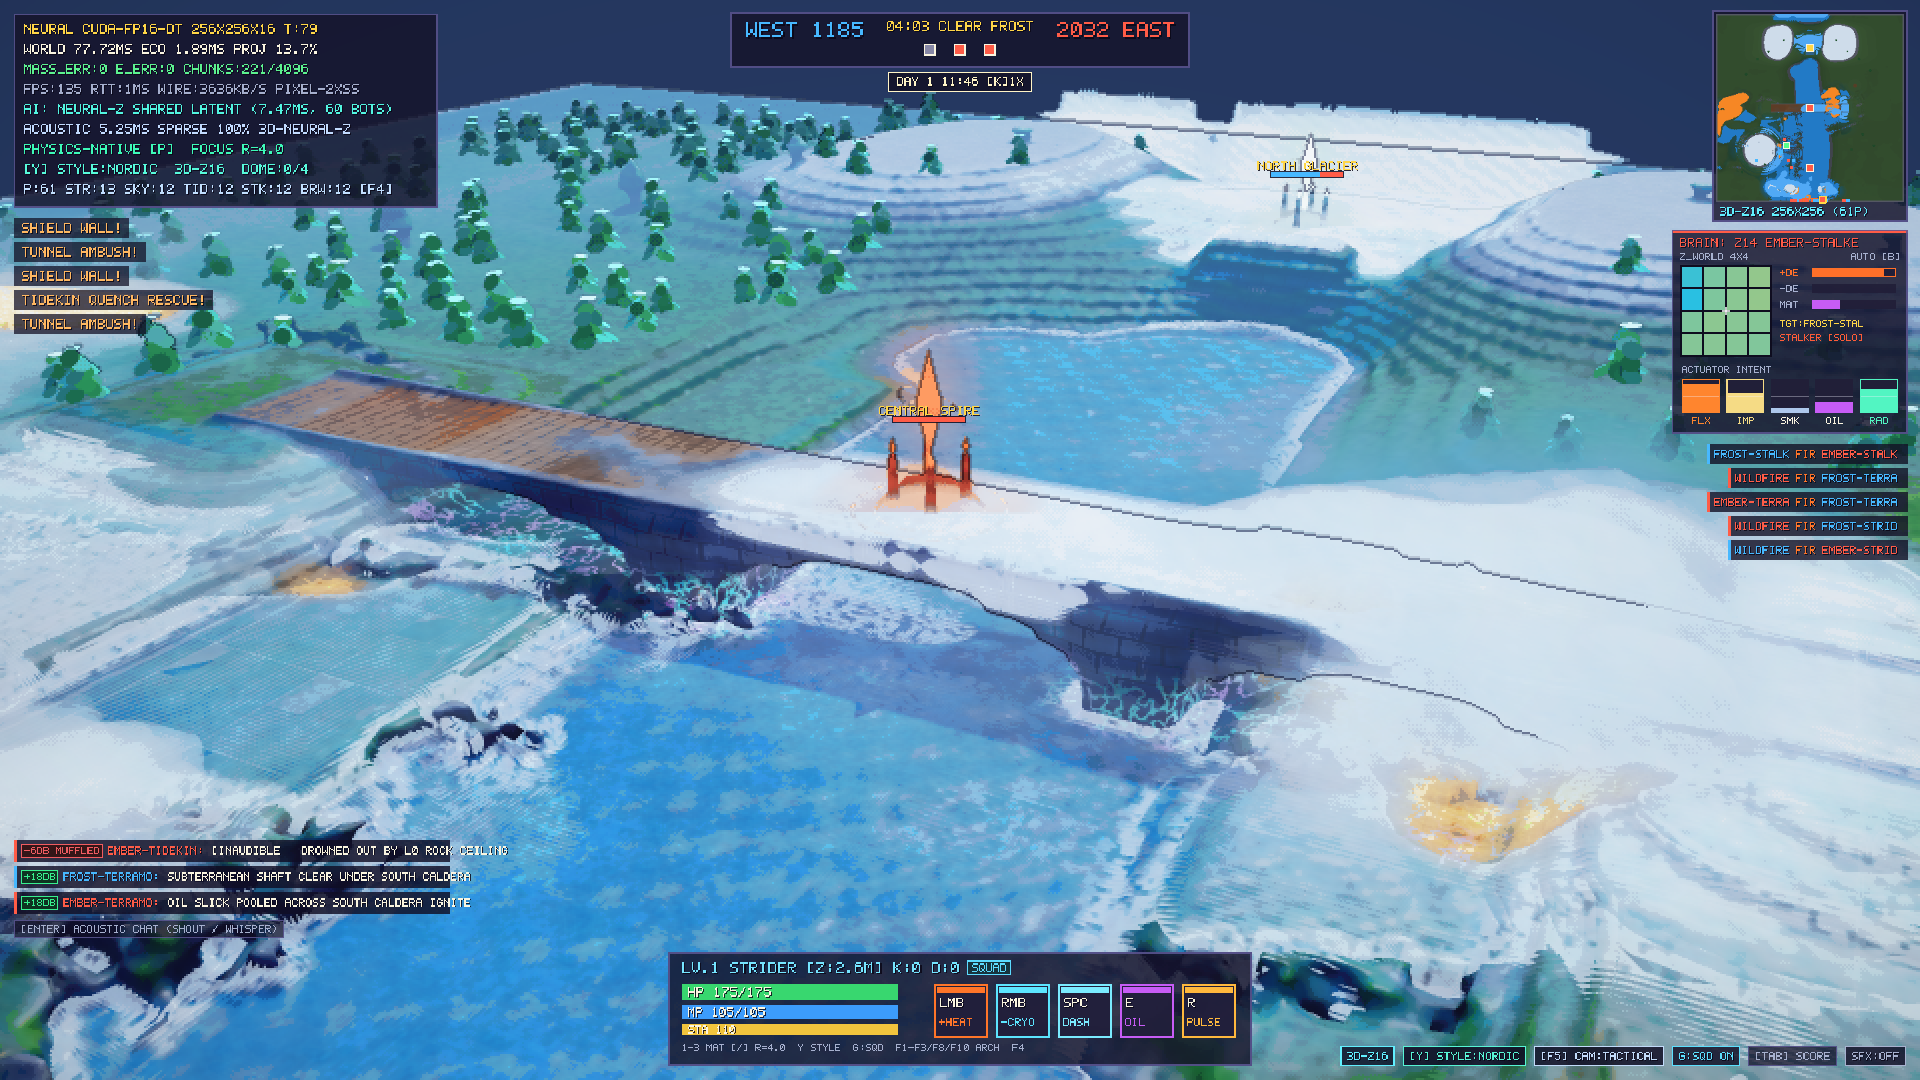 NEURAL CUDA-FP16-DT 256X256X16 T:79
WORLD 77.72MS ECO 1.89MS PROJ 13.7%
MASS_ERR:0 E_ERR:0 CHUNKS:221/4096
FPS:135 RTT:1MS WIRE:3636KB/S PIXEL-2XSS
AI: NEURAL-Z SHARED LATENT (7.47MS, 60 BOTS)
ACOUSTIC 5.25MS SPARSE 100% 3D-NEURAL-Z
PHYSICS-NATIVE [P] FOCUS R=4.0
[Y] STYLE:NORDIC 3D-Z16 DOME:0/4
P:61 STR:13 SKY:12 TID:12 STK:12 BRW:12 [F4]
SHIELD WALL!
TUNNEL AMBUSH!
SHIELD WALL!
TIDEKIN QUENCH RESCUE!
TUNNEL AMBUSH!
WEST 1185 04:03 CLEAR FROST 2032 EAST
DAY 1 11:46 [K]1X
NORTH GLACIER
CENTRAL SPIRE
3D-Z16 256X256 (61P)
BRAIN: Z14 EMBER-STALKE
Z_WORLD 4X4 AUTO [B]
+DE
-DE
MAT
TGT:FROST-STAL
STALKER [SOLO]
ACTUATOR INTENT
FLX IMP SMK OIL RAD
FROST-STALK FIR EMBER-STALK
WILDFIRE FIR FROST-TERRA
EMBER-TERRA FIR FROST-TERRA
WILDFIRE FIR FROST-STRID
WILDFIRE FIR EMBER-STRID
-6DB MUFFLED EMBER-TIDEKIN: [INAUDIBLE DROWNED OUT BY L0 ROCK CEILING
+18DB FROST-TERRAMO: SUBTERRANEAN SHAFT CLEAR UNDER SOUTH CALDERA
+18DB EMBER-TERRAMO: OIL SLICK POOLED ACROSS SOUTH CALDERA IGNITE
[ENTER] ACOUSTIC CHAT (SHOUT / WHISPER)
LV.1 STRIDER [Z:2.6M] K:0 D:0 SQUAD
HP 175/175
MP 105/105
STA 110
LMB +HEAT
RMB -CRYO
SPC DASH
E OIL
R PULSE
1-3 MAT [/] R=4.0 Y STYLE G:SQD F1-F3/F8/F10 ARCH F4
3D-Z16 [Y] STYLE:NORDIC [F5] CAM:TACTICAL G:SQD ON [TAB] SCORE SFX:OFF